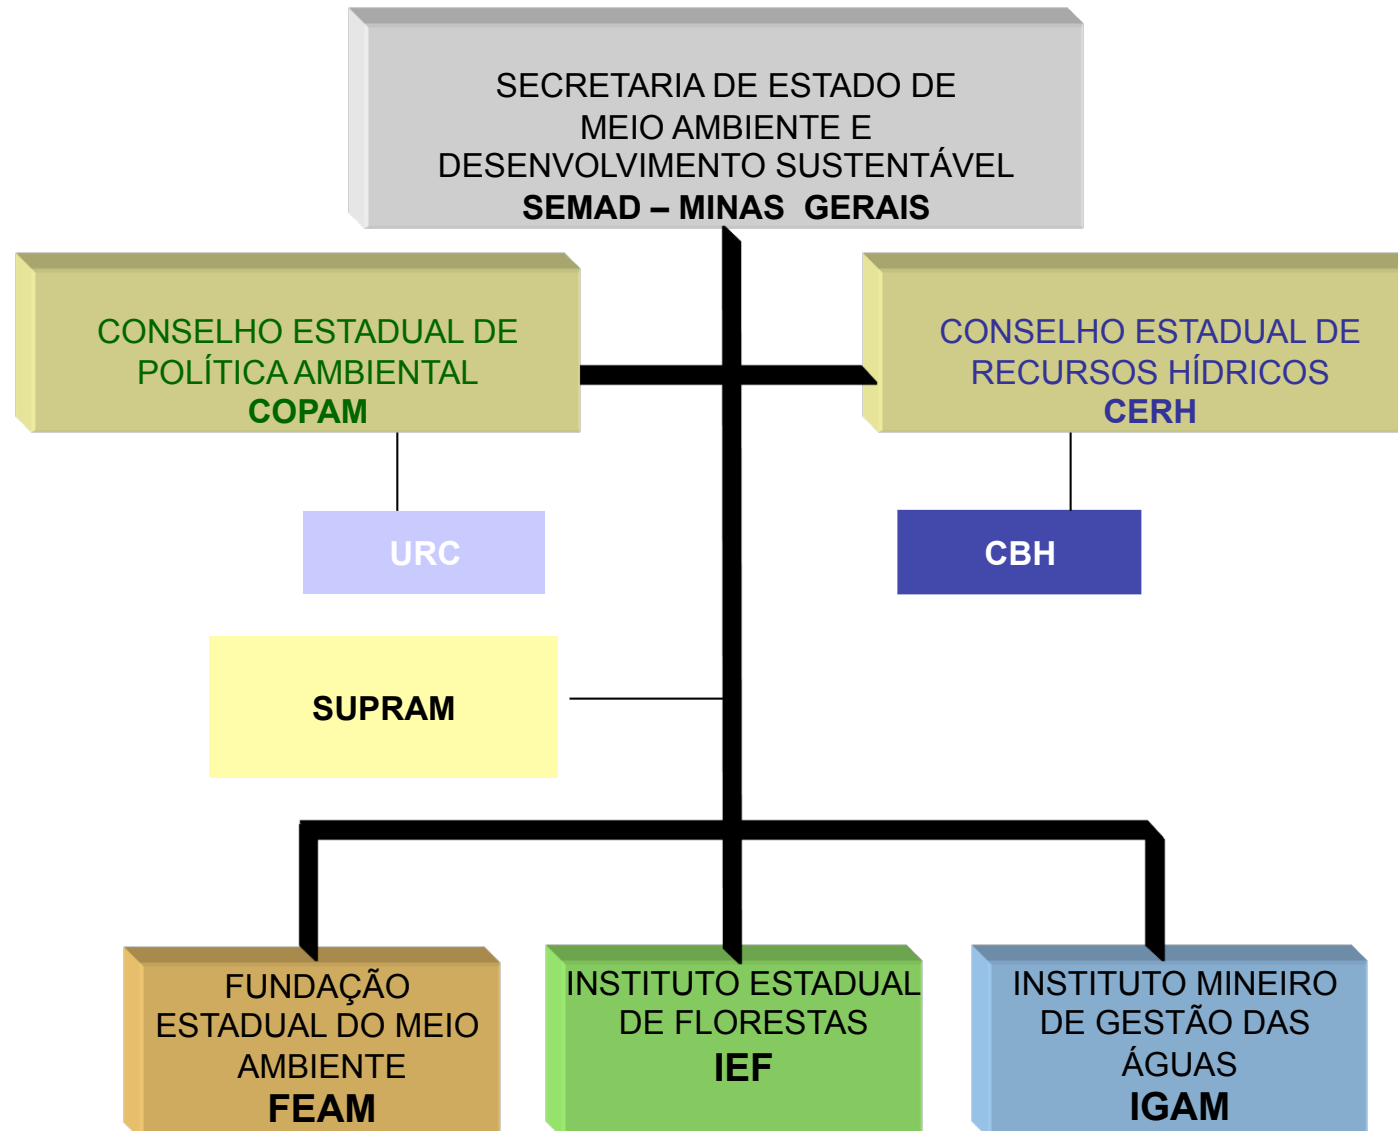 SECRETARIA DE ESTADO DE
MEIO AMBIENTE E
DESENVOLVIMENTO SUSTENTÁVEL
SEMAD – MINAS GERAIS
CONSELHO ESTADUAL DE
POLÍTICA AMBIENTAL
COPAM
CONSELHO ESTADUAL DE
RECURSOS HÍDRICOS
CERH
URC
CBH
SUPRAM
FUNDAÇÃO
ESTADUAL DO MEIO
AMBIENTE
FEAM
INSTITUTO ESTADUAL
DE FLORESTAS
IEF
INSTITUTO MINEIRO
DE GESTÃO DAS
ÁGUAS
IGAM